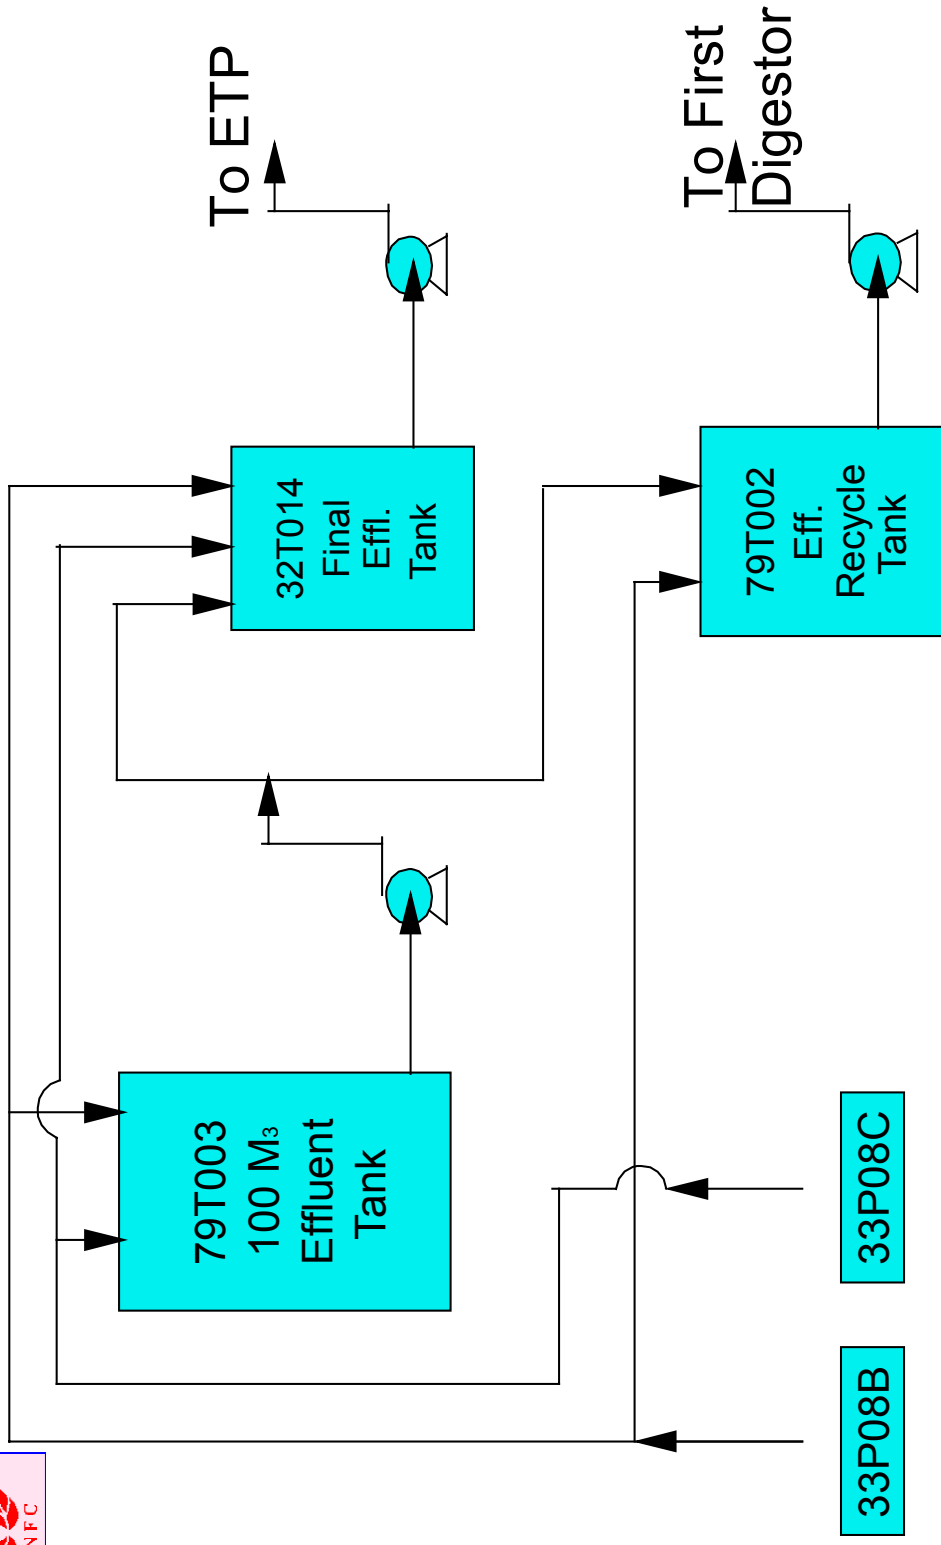 NFC
79T003
100 M3
Effluent
Tank
32T014
Final
Effl.
Tank
To ETP
79T002
Eff.
Recycle
Tank
To First
Digestor
33P08B
33P08C